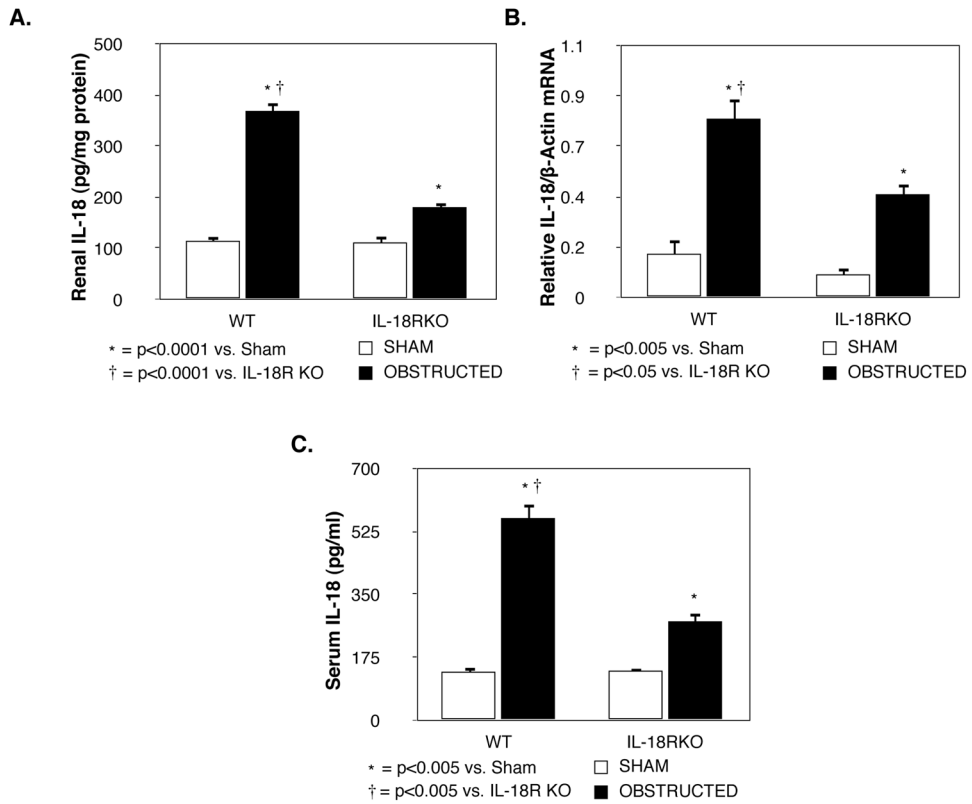 A.
Renal IL-18 (pg/mg protein)
500
400
300
200
100
0
* †
*
WT
IL-18RKO
* = p<0.0001 vs. Sham
† = p<0.0001 vs. IL-18R KO
SHAM
OBSTRUCTED
B.
Relative IL-18/β-Actin mRNA
1.1
0.9
0.7
0.4
0.2
0
* †
*
WT
IL-18RKO
* = p<0.005 vs. Sham
† = p<0.05 vs. IL-18R KO
SHAM
OBSTRUCTED
C.
Serum IL-18 (pg/ml)
700
525
350
175
0
* †
*
WT
IL-18RKO
* = p<0.005 vs. Sham
† = p<0.005 vs. IL-18R KO
SHAM
OBSTRUCTED